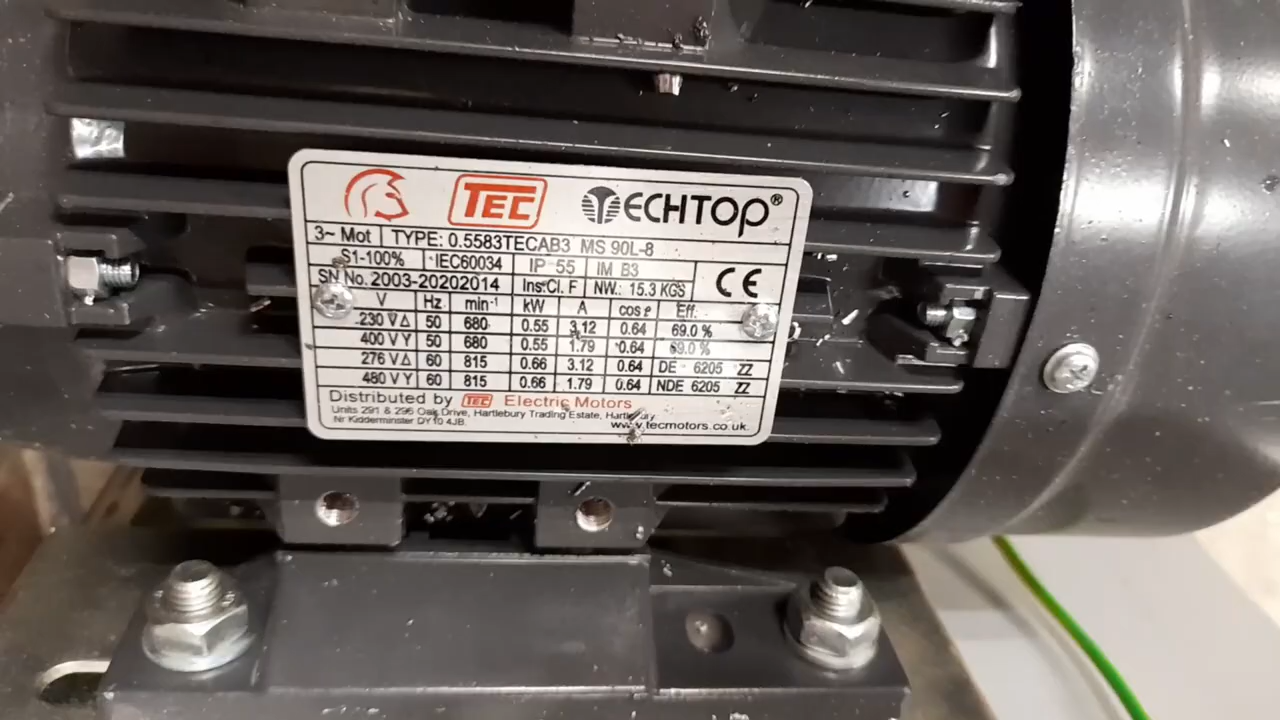 TEC TECHTOP®
3~ Mot TYPE: 0.5583TECAB3 MS 90L-8
S1-100% IEC60034 IP 55 IM B3
SN No. 2003-20202014 Ins.Cl. F NW.: 15.3 KGS CE
V Hz min⁻¹ kW A cos φ Eff.
230 V Δ 50 680 0.55 3.12 0.64 69.0 %
400 V Y 50 680 0.55 1.79 0.64 69.0 %
276 V Δ 60 815 0.66 3.12 0.64 DE 6205 ZZ
480 V Y 60 815 0.66 1.79 0.64 NDE 6205 ZZ
Distributed by TEC Electric Motors
Units 291 & 296 Oak Drive, Hartlebury Trading Estate, Hartlebury
Nr Kidderminster DY10 4JB. www.tecmotors.co.uk